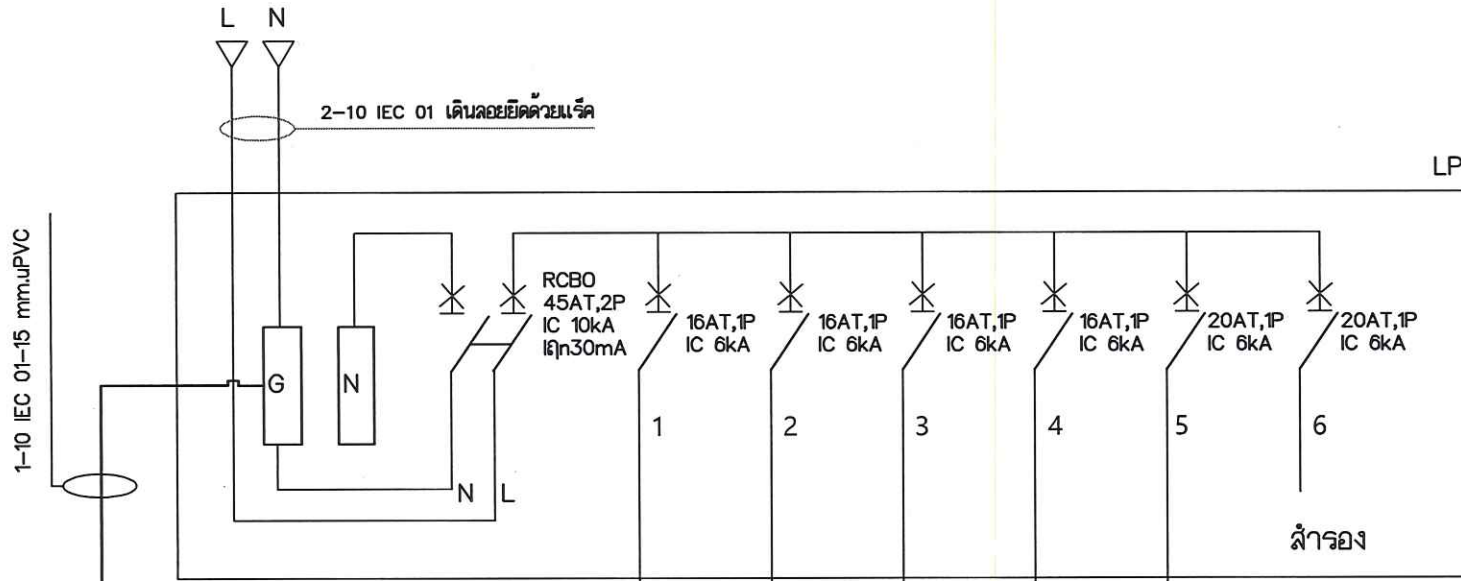 L N
2-10 IEC 01 เดินลอยยึดด้วยแร็ค
LP
1-10 IEC 01-15 mm.uPVC
RCBO
45AT,2P
IC 10kA
16AT,1P
IC 6kA
16AT,1P
IC 6kA
16AT,1P
IC 6kA
16AT,1P
IC 6kA
20AT,1P
IC 6kA
20AT,1P
IC 6kA
G
N
1
2
3
4
5
6
N L
สำรอง